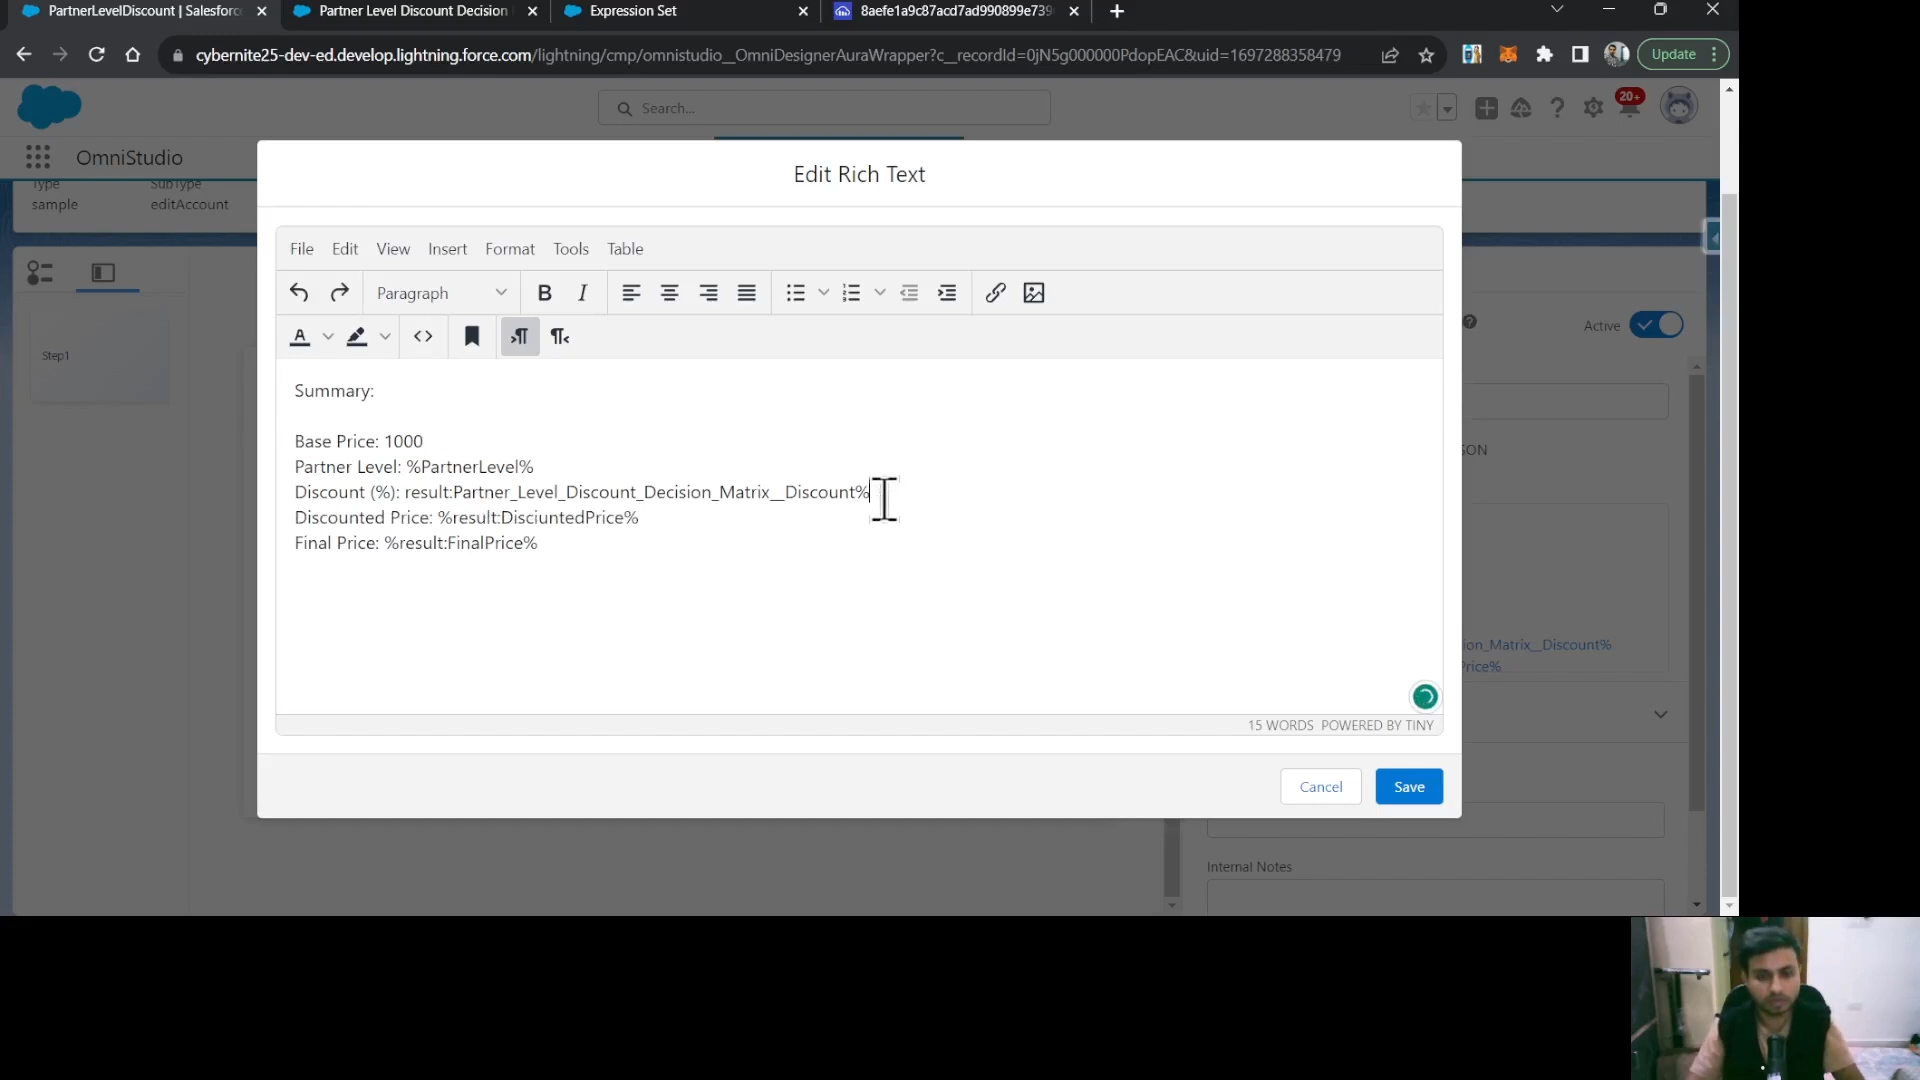 PartnerLevelDiscount | Salesforc
Partner Level Discount Decision
Expression Set
8aefe1a9c87acd7ad990899e739
cybernite25-dev-ed.develop.lightning.force.com/lightning/cmp/omnistudio__OmniDesignerAuraWrapper?c__recordId=0jN5g000000PdopEAC&uid=1697288358479
Update
Search...
20+
OmniStudio
Type
SubType
sample
editAccount
Edit Rich Text
File Edit View Insert Format Tools Table
Paragraph
Step1
Active
Summary:
Base Price: 1000
Partner Level: %PartnerLevel%
Discount (%): result:Partner_Level_Discount_Decision_Matrix__Discount%
Discounted Price: %result:DisciuntedPrice%
Final Price: %result:FinalPrice%
SON
ion_Matrix__Discount%
Price%
15 WORDS POWERED BY TINY
Cancel
Save
Internal Notes